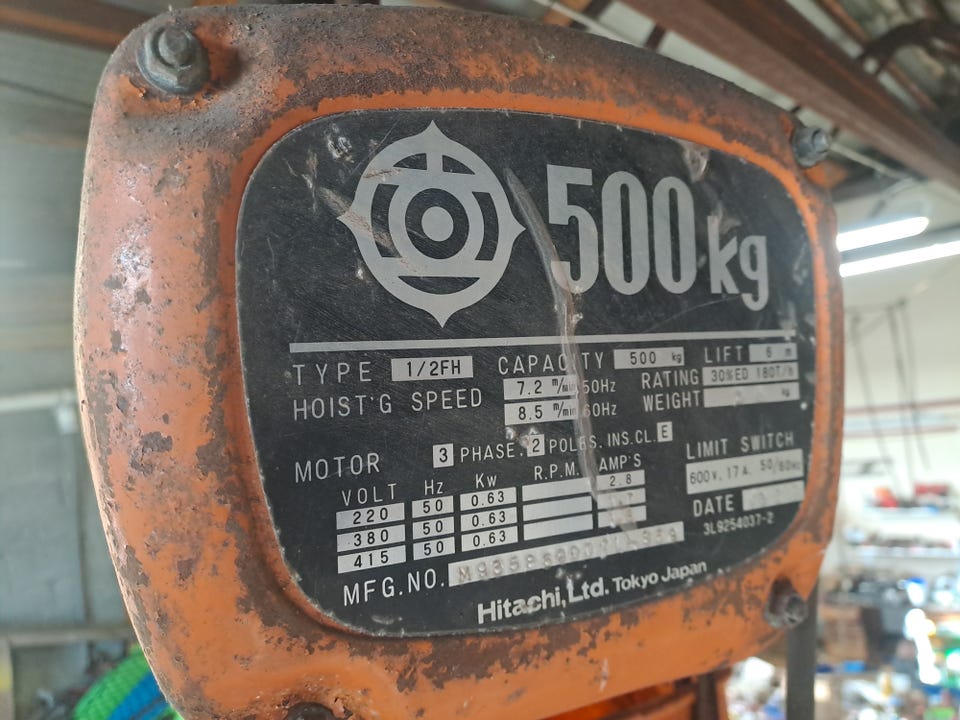 500 kg
TYPE 1/2FH CAPACITY 500 kg LIFT 6 m
HOIST'G SPEED 7.2 m/min 50Hz RATING 30%ED 180T/h
8.5 m/min 60Hz WEIGHT kg
MOTOR 3 PHASE. 2 POLES, INS.CL. E LIMIT SWITCH
VOLT Hz Kw R.P.M. AMP'S 600V. 17A. 50/60Hz
220 50 0.63 2.8
380 50 0.63
415 50 0.63 DATE
MFG.NO. 3L9254037-2
Hitachi, Ltd. Tokyo Japan